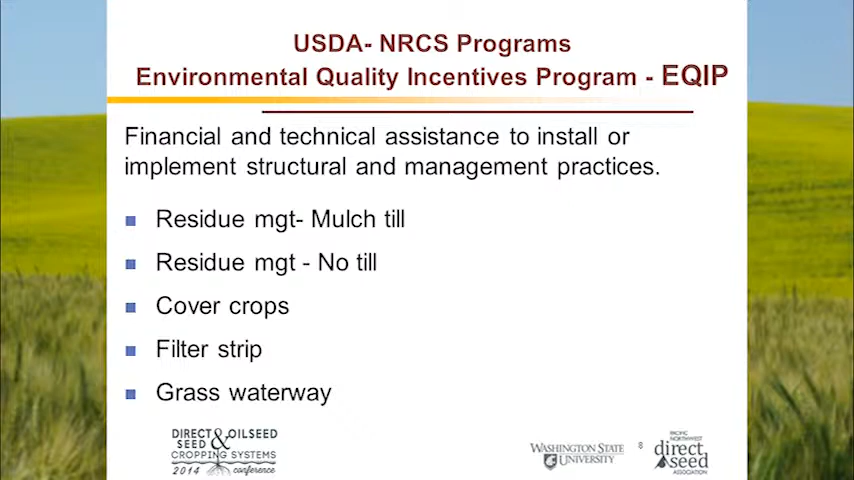 USDA- NRCS Programs
Environmental Quality Incentives Program - EQIP
Financial and technical assistance to install or
implement structural and management practices.
Residue mgt- Mulch till
Residue mgt - No till
Cover crops
Filter strip
Grass waterway
DIRECT & OILSEED
SEED
CROPPING SYSTEMS
2014 conference
WASHINGTON STATE
UNIVERSITY
8
PACIFIC
NORTHWEST
direct
seed
ASSOCIATION